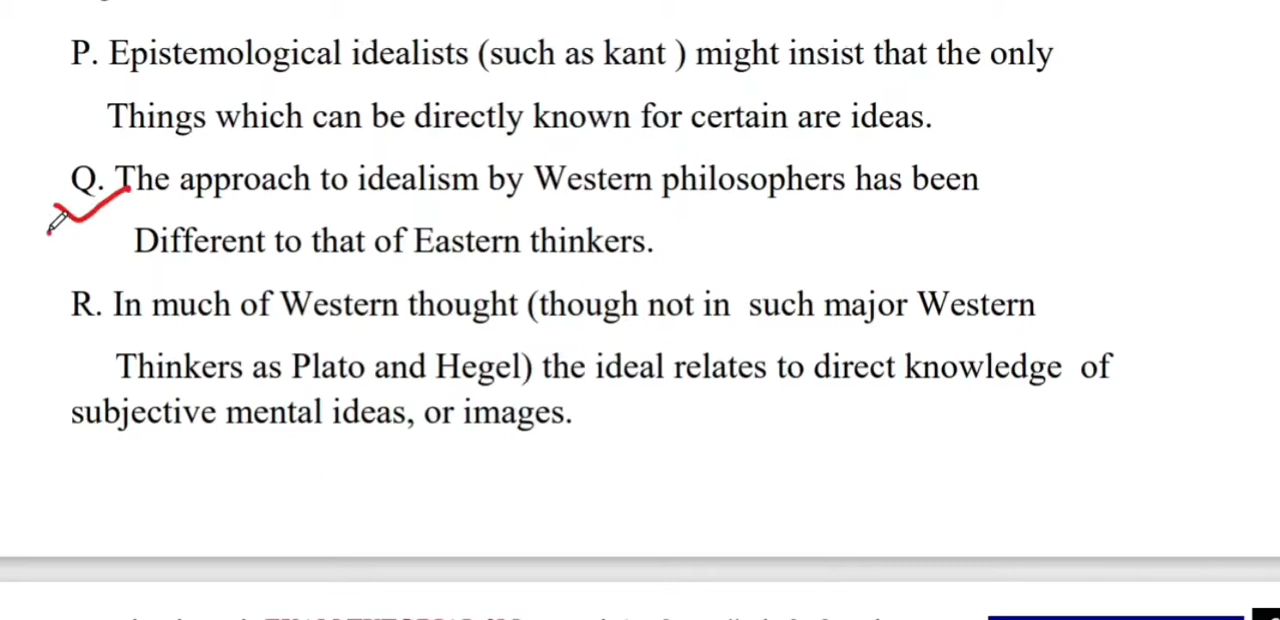 P. Epistemological idealists (such as kant ) might insist that the only
Things which can be directly known for certain are ideas.
Q. The approach to idealism by Western philosophers has been
Different to that of Eastern thinkers.
R. In much of Western thought (though not in such major Western
Thinkers as Plato and Hegel) the ideal relates to direct knowledge of
subjective mental ideas, or images.